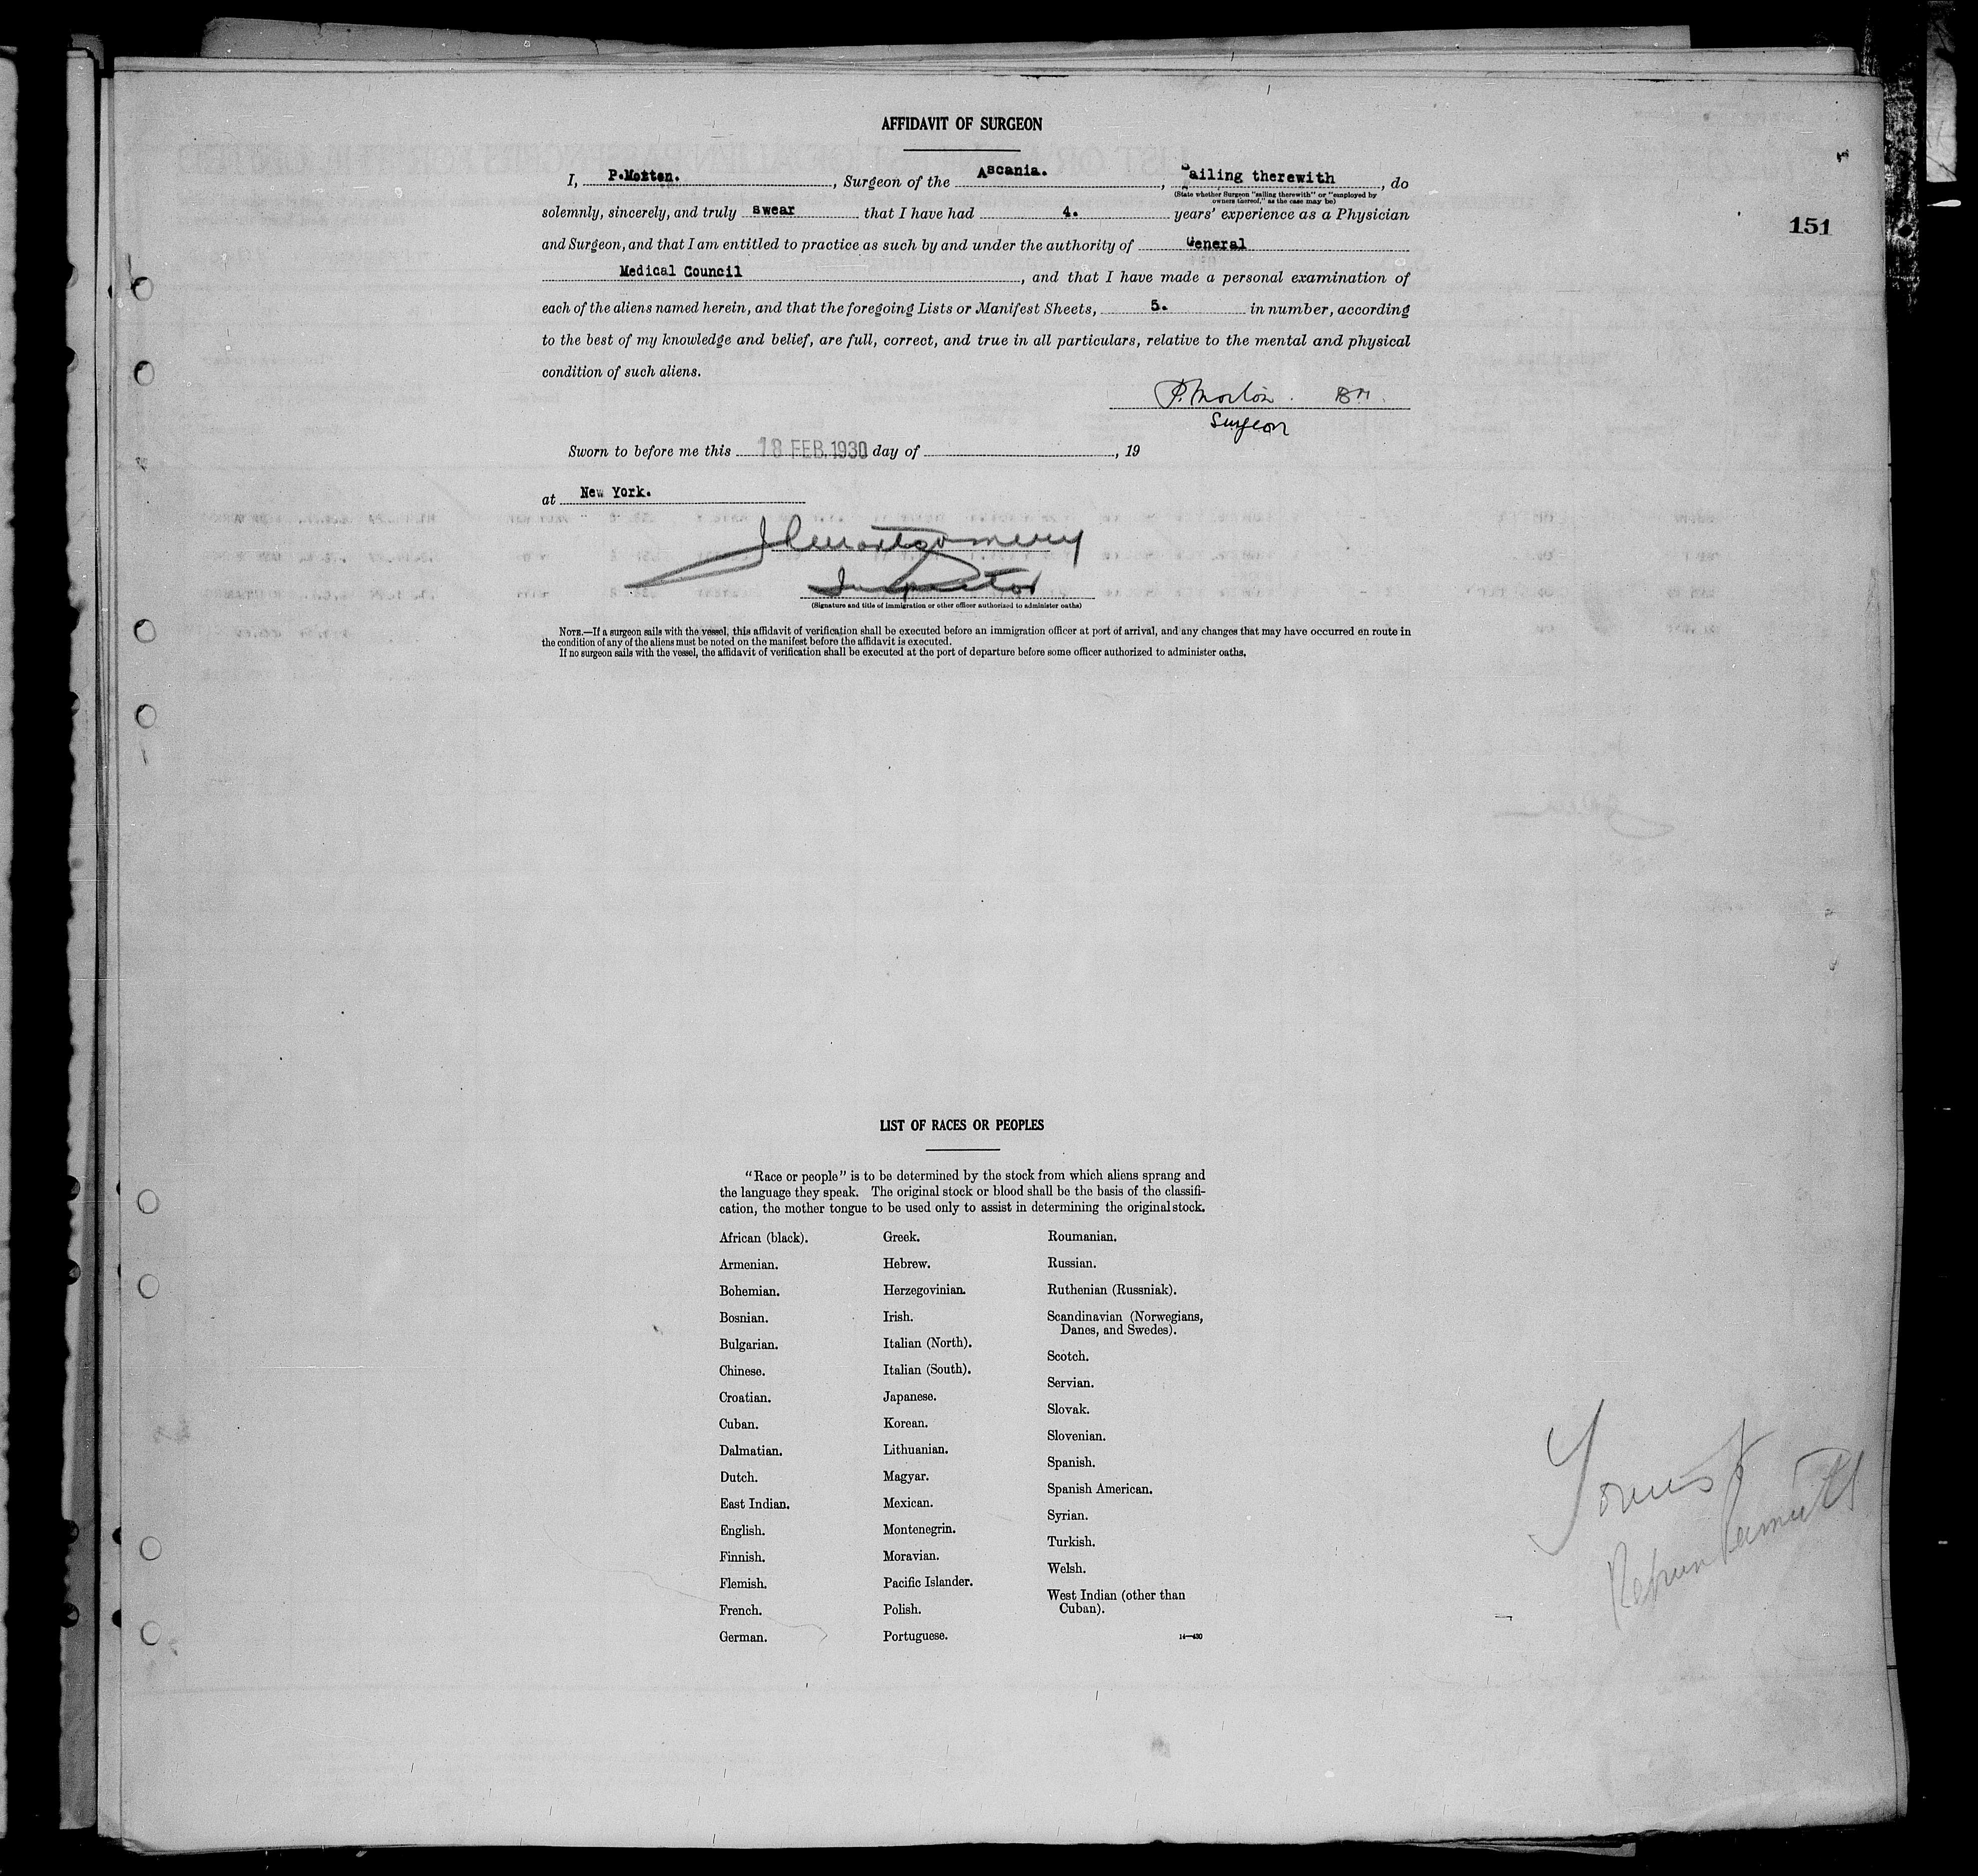 AFFIDAVIT OF SURGEON
151
I, P.Morten., Surgeon of the Ascania., Sailing therewith, do
(State whether Surgeon "sailing therewith" or "employed by
owners thereof," as the case may be)
solemnly, sincerely, and truly swear that I have had 4. years' experience as a Physician
and Surgeon, and that I am entitled to practice as such by and under the authority of General
Medical Council, and that I have made a personal examination of
each of the aliens named herein, and that the foregoing Lists or Manifest Sheets, 5. in number, according
to the best of my knowledge and belief, are full, correct, and true in all particulars, relative to the mental and physical
condition of such aliens.
P. Morton.
Surgeon
Sworn to before me this 18 FEB. 1930 day of , 19
at New York.
Montgomery
Inspector
(Signature and title of immigration or other officer authorized to administer oaths)
NOTE.—If a surgeon sails with the vessel, this affidavit of verification shall be executed before an immigration officer at port of arrival, and any changes that may have occurred en route in
the condition of any of the aliens must be noted on the manifest before the affidavit is executed.
If no surgeon sails with the vessel, the affidavit of verification shall be executed at the port of departure before some officer authorized to administer oaths.
LIST OF RACES OR PEOPLES
"Race or people" is to be determined by the stock from which aliens sprang and
the language they speak. The original stock or blood shall be the basis of the classifi-
cation, the mother tongue to be used only to assist in determining the original stock.
African (black).
Armenian.
Bohemian.
Bosnian.
Bulgarian.
Chinese.
Croatian.
Cuban.
Dalmatian.
Dutch.
East Indian.
English.
Finnish.
Flemish.
French.
German.
Greek.
Hebrew.
Herzegovinian.
Irish.
Italian (North).
Italian (South).
Japanese.
Korean.
Lithuanian.
Magyar.
Mexican.
Montenegrin.
Moravian.
Pacific Islander.
Polish.
Portuguese.
Roumanian.
Russian.
Ruthenian (Russniak).
Scandinavian (Norwegians,
Danes, and Swedes).
Scotch.
Servian.
Slovak.
Slovenian.
Spanish.
Spanish American.
Syrian.
Turkish.
Welsh.
West Indian (other than
Cuban).
14—430
Tourist
Return Permits